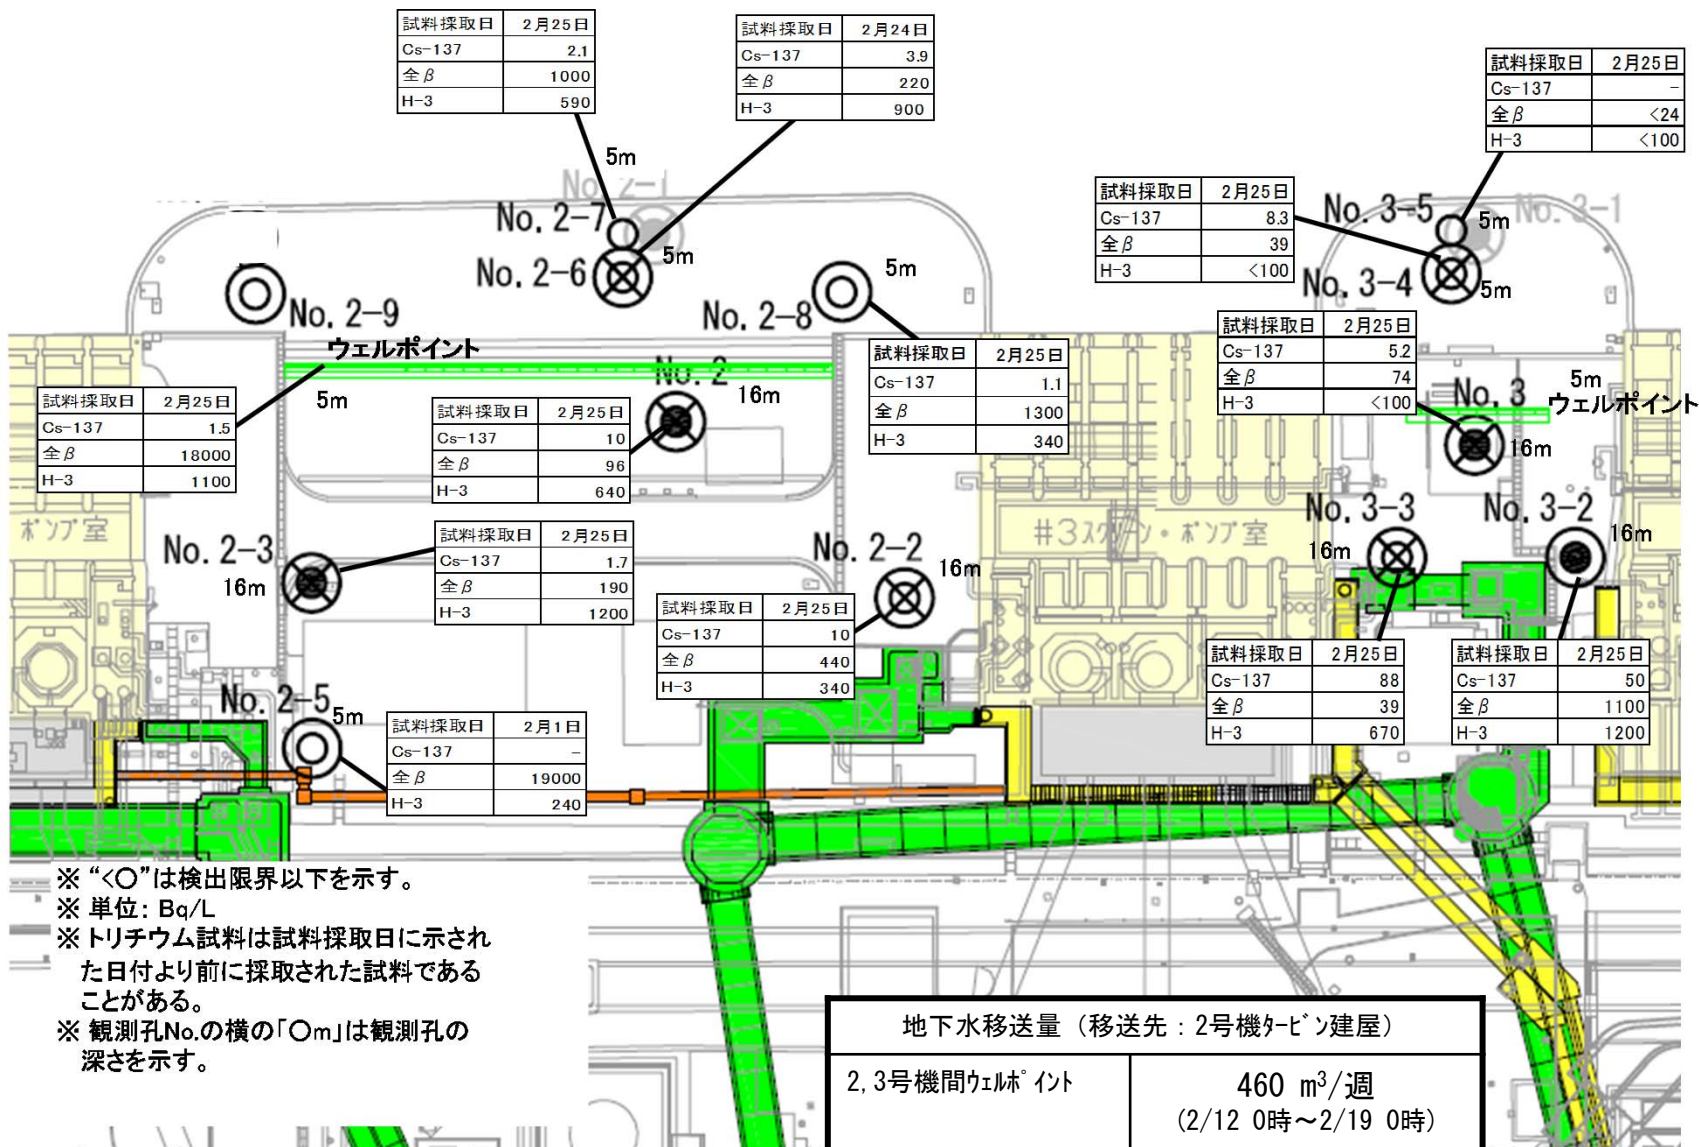 試料採取日 2月25日
Cs-137 2.1
全β 1000
H-3 590
試料採取日 2月24日
Cs-137 3.9
全β 220
H-3 900
試料採取日 2月25日
Cs-137 -
全β <24
H-3 <100
試料採取日 2月25日
Cs-137 8.3
全β 39
H-3 <100
5m
No. 2-1
No. 2-7
No. 2-6
5m
No. 2-9
No. 2-8
5m
No. 3-5
5m
No. 3-1
No. 3-4
5m
ウェルポイント
5m
No. 2
16m
試料採取日 2月25日
Cs-137 1.5
全β 18000
H-3 1100
試料採取日 2月25日
Cs-137 10
全β 96
H-3 640
試料採取日 2月25日
Cs-137 1.1
全β 1300
H-3 340
試料採取日 2月25日
Cs-137 5.2
全β 74
H-3 <100
No. 3
5m
ウェルポイント
16m
ポンプ室
No. 2-3
16m
試料採取日 2月25日
Cs-137 1.7
全β 190
H-3 1200
No. 2-2
16m
#3スクリーン・ポンプ室
No. 3-3
16m
No. 3-2
16m
試料採取日 2月25日
Cs-137 10
全β 440
H-3 340
試料採取日 2月25日
Cs-137 88
全β 39
H-3 670
試料採取日 2月25日
Cs-137 50
全β 1100
H-3 1200
No. 2-5
5m
試料採取日 2月1日
Cs-137 -
全β 19000
H-3 240
※ “<〇”は検出限界以下を示す。
※ 単位: Bq/L
※ トリチウム試料は試料採取日に示され
た日付より前に採取された試料である
ことがある。
※ 観測孔No.の横の「〇m」は観測孔の
深さを示す。
地下水移送量（移送先：2号機タービン建屋）
2,3号機間ウェルポイント 460 m³/週
(2/12 0時～2/19 0時)